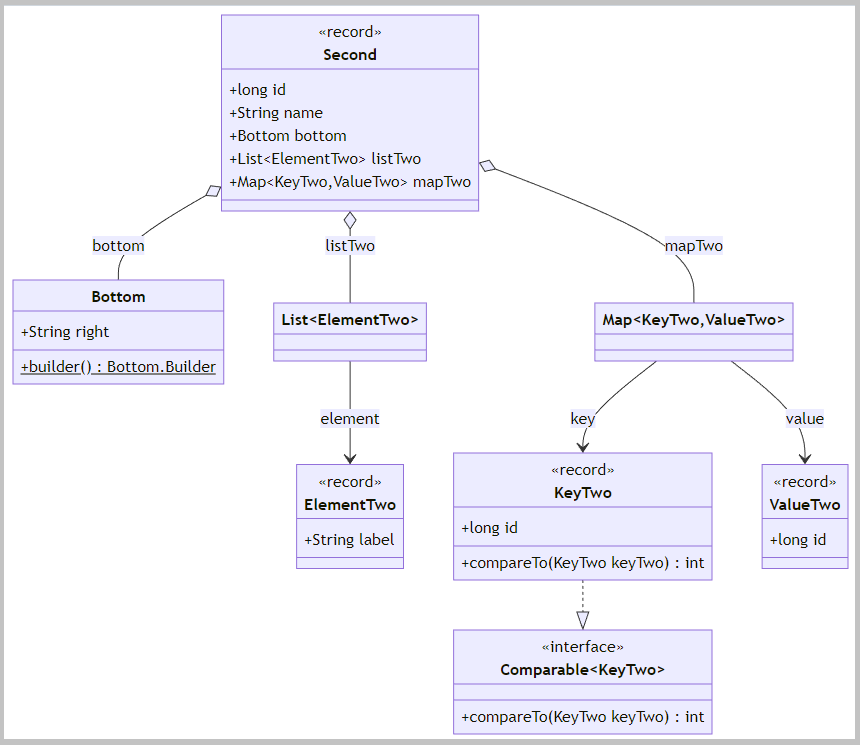 «record»
Second
+long id
+String name
+Bottom bottom
+List<ElementTwo> listTwo
+Map<KeyTwo,ValueTwo> mapTwo
bottom
listTwo
mapTwo
Bottom
+String right
+builder() : Bottom.Builder
List<ElementTwo>
Map<KeyTwo,ValueTwo>
element
key
value
«record»
ElementTwo
+String label
«record»
KeyTwo
+long id
+compareTo(KeyTwo keyTwo) : int
«record»
ValueTwo
+long id
«interface»
Comparable<KeyTwo>
+compareTo(KeyTwo keyTwo) : int